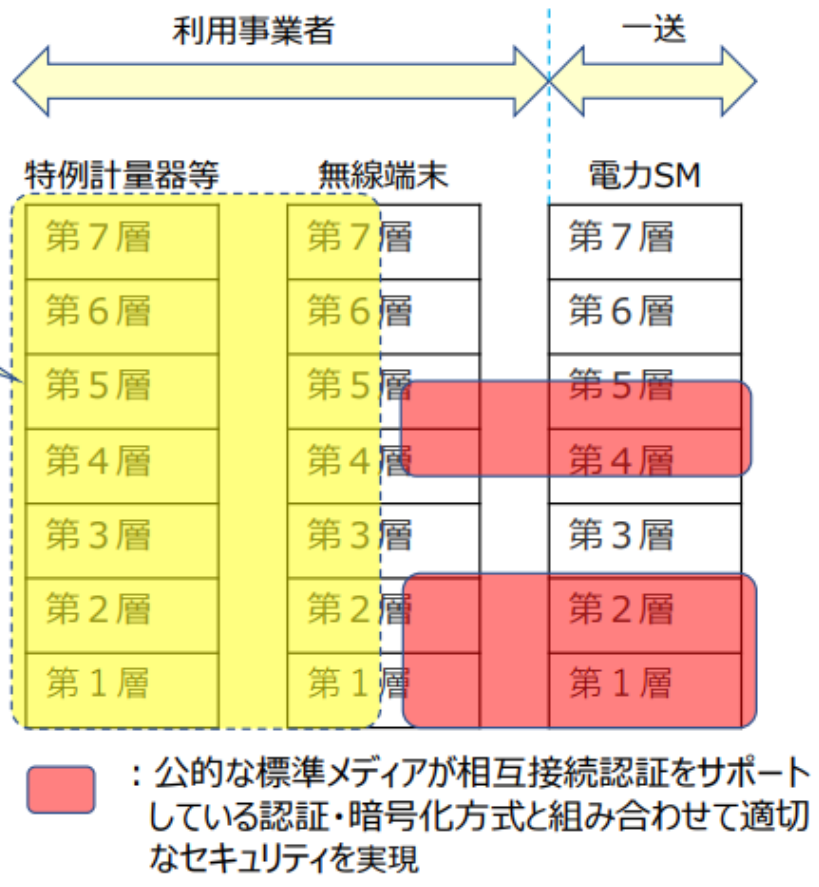 利用事業者
一送
特例計量器等
無線端末
電力SM
第7層
第7層
第7層
第6層
第6層
第6層
第5層
第5層
第5層
第4層
第4層
第4層
第3層
第3層
第3層
第2層
第2層
第2層
第1層
第1層
第1層
：公的な標準メディアが相互接続認証をサポート
している認証・暗号化方式と組み合わせて適切
なセキュリティを実現